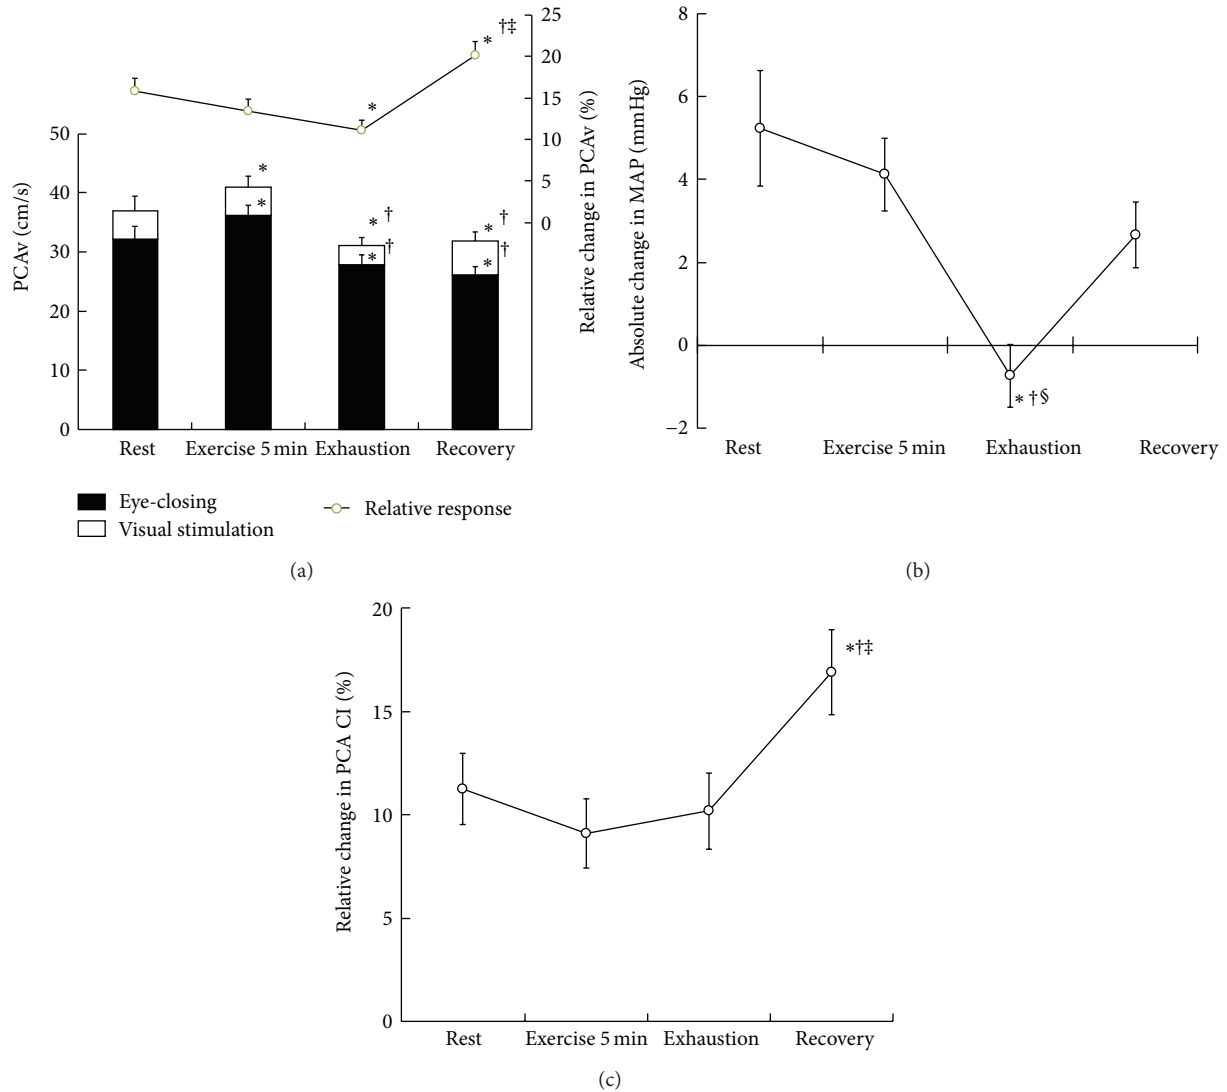 PCAv (cm/s)
50
40
30
20
10
0
25
20
15
10
5
0
Relative change in PCAv (%)
*
* †‡
*
*
* †
* †
* †
* †
Rest Exercise 5 min Exhaustion Recovery
Eye-closing
Visual stimulation
Relative response
(a)
Absolute change in MAP (mmHg)
8
6
4
2
0
−2
* †§
Rest Exercise 5 min Exhaustion Recovery
(b)
Relative change in PCA CI (%)
20
15
10
5
0
*†‡
Rest Exercise 5 min Exhaustion Recovery
(c)